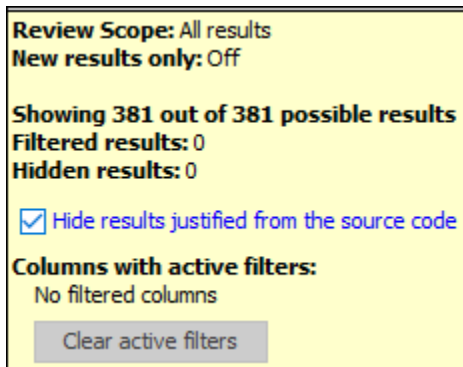 Review Scope: All results
New results only: Off
Showing 381 out of 381 possible results
Filtered results: 0
Hidden results: 0
Hide results justified from the source code
Columns with active filters:
No filtered columns
Clear active filters